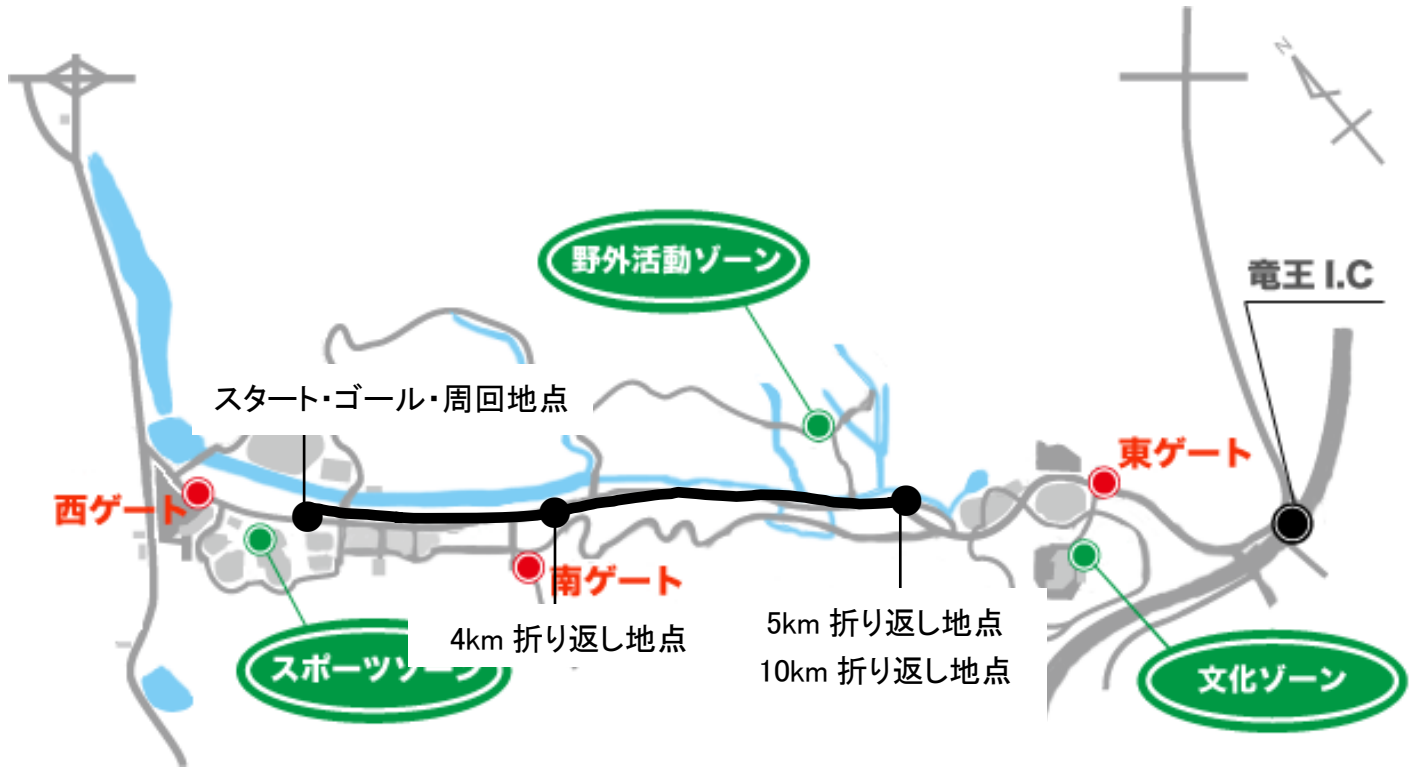 N
野外活動ゾーン
竜王 I.C
スタート・ゴール・周回地点
東ゲート
西ゲート
南ゲート
4km 折り返し地点
5km 折り返し地点
10km 折り返し地点
スポーツゾーン
文化ゾーン